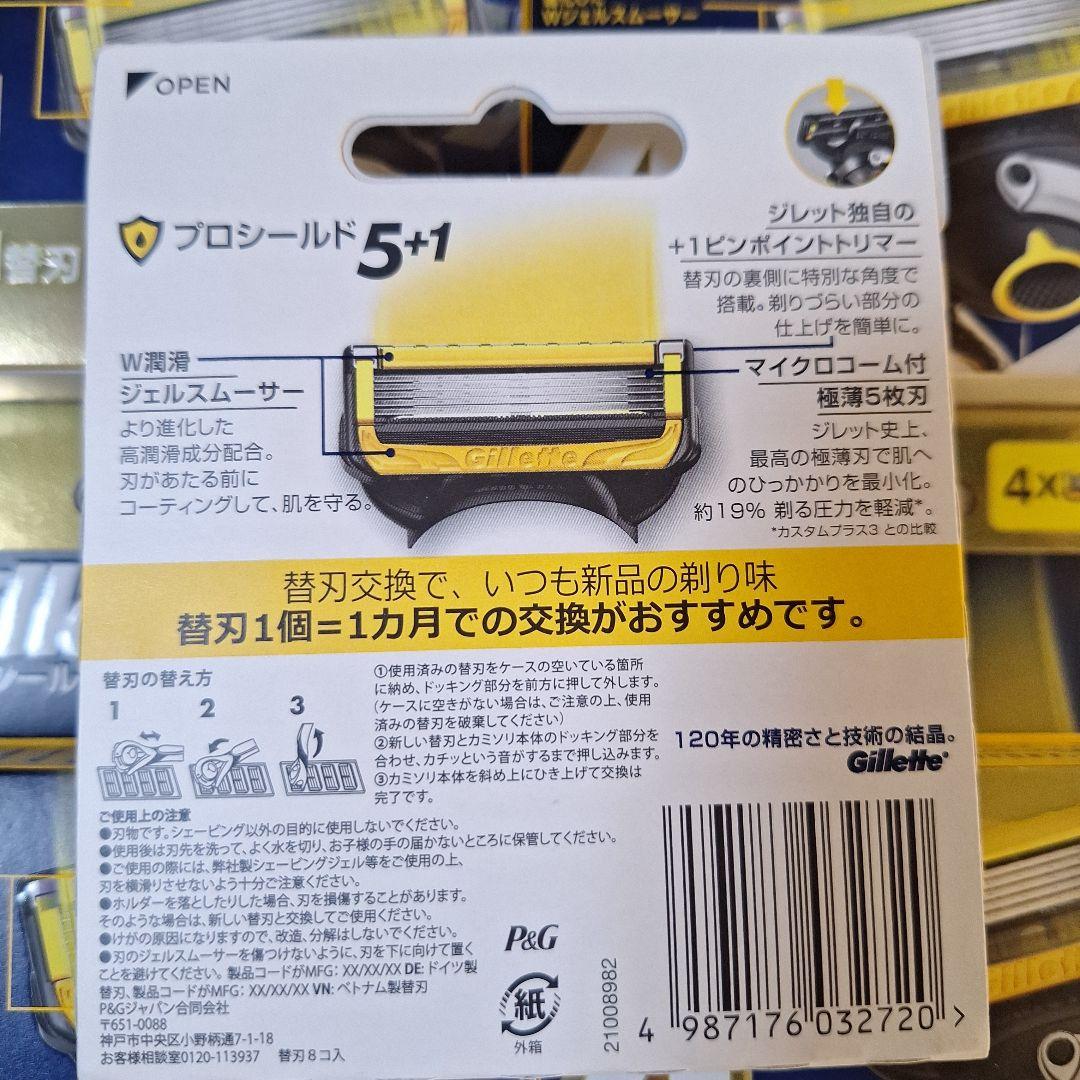 Wジェルスムーサー
OPEN
プロシールド 5+1
ジレット独自の
+1ピンポイントトリマー
替刃の裏側に特別な角度で
搭載。剃りづらい部分の
仕上げを簡単に。
替刃
W潤滑
ジェルスムーサー
より進化した
高潤滑成分配合。
刃があたる前に
コーティングして、肌を守る。
マイクロコーム付
極薄5枚刃
ジレット史上、
最高の極薄刃で肌へ
のひっかかりを最小化。
約19% 剃る圧力を軽減*。
*カスタムプラス3 との比較
Gillette
替刃交換で、いつも新品の剃り味
替刃1個=1カ月での交換がおすすめです。
替刃の替え方
1 2 3
①使用済みの替刃をケースの空いている箇所
に納め、ドッキング部分を前方に押して外します。
(ケースに空きがない場合は、ご注意の上、使用
済みの替刃を破棄してください)
②新しい替刃とカミソリ本体のドッキング部分を
合わせ、カチッという音がするまで押し込みます。
③カミソリ本体を斜め上にひき上げて交換は
完了です。
120年の精密さと技術の結晶。
Gillette
ご使用上の注意
●刃物です。シェービング以外の目的に使用しないでください。
●使用後は刃先を洗って、よく水を切り、お子様の手の届かないところに保管してください。
●ご使用の際には、弊社製シェービングジェル等をご使用の上、
刃を横滑りさせないよう十分ご注意ください。
●ホルダーを落としたりした場合、刃を損傷することがあります。
そのような場合は、新しい替刃と交換してご使用ください。
●けがの原因になりますので、改造、分解はしないでください。
●刃のジェルスムーサーを傷つけないように、刃を下に向けて置く
ことを避けてください。製品コードがMFG: XX/XX/XX DE: ドイツ製
替刃、製品コードがMFG: XX/XX/XX VN: ベトナム製替刃
P&Gジャパン合同会社
〒651-0088
神戸市中央区小野柄通7-1-18
お客様相談室0120-113937 替刃8コ入
P&G
紙
外箱
21008982
4 987176 032720 >
4×
Gillette